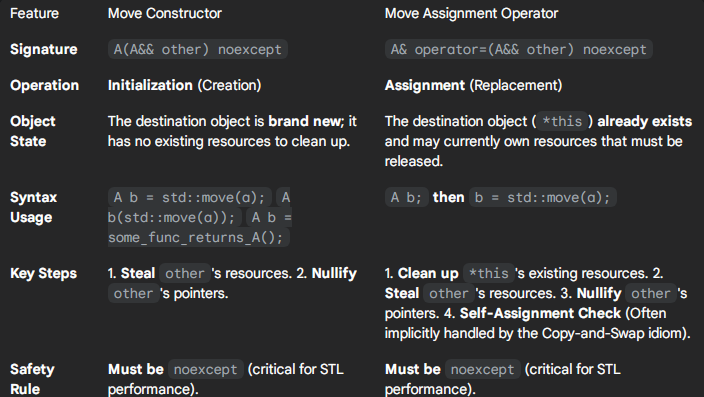 Feature Move Constructor Move Assignment Operator
Signature A(A&& other) noexcept A& operator=(A&& other) noexcept
Operation Initialization (Creation) Assignment (Replacement)
Object State
The destination object is brand new; it
has no existing resources to clean up.
The destination object ( *this ) already exists
and may currently own resources that must be
released.
Syntax Usage
A b = std::move(a); A
b(std::move(a)); A b =
some_func_returns_A();
A b; then b = std::move(a);
Key Steps
1. Steal other 's resources. 2. Nullify
other 's pointers.
1. Clean up *this 's existing resources. 2.
Steal other 's resources. 3. Nullify other 's
pointers. 4. Self-Assignment Check (Often
implicitly handled by the Copy-and-Swap idiom).
Safety Rule
Must be noexcept (critical for STL
performance).
Must be noexcept (critical for STL
performance).